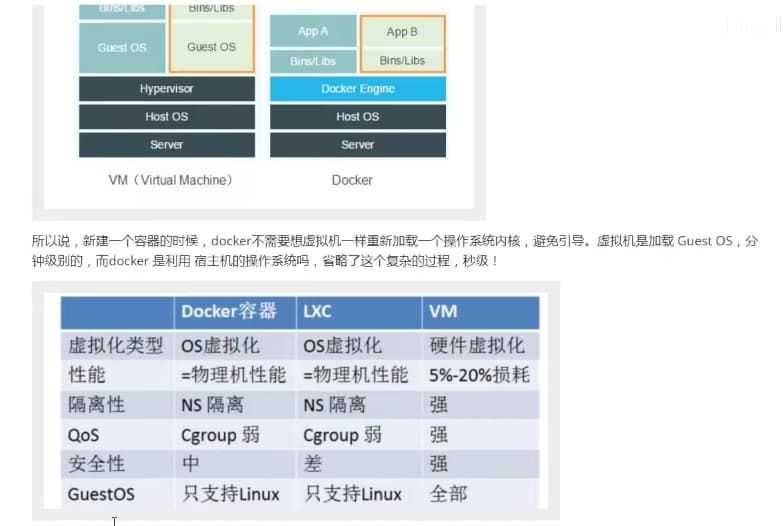 Bins/Libs Bins/Libs
Guest OS Guest OS App A App B
Bins/Libs Bins/Libs
Hypervisor Docker Engine
Host OS Host OS
Server Server
VM（Virtual Machine） Docker
所以说，新建一个容器的时候，docker不需要想虚拟机一样重新加载一个操作系统内核，避免引导。虚拟机是加载 Guest OS，分
钟级别的，而docker 是利用 宿主机的操作系统吗，省略了这个复杂的过程，秒级！
Docker容器 LXC VM
虚拟化类型 OS虚拟化 OS虚拟化 硬件虚拟化
性能 =物理机性能 =物理机性能 5%-20%损耗
隔离性 NS 隔离 NS 隔离 强
QoS Cgroup 弱 Cgroup 弱 强
安全性 中 差 强
GuestOS 只支持Linux 只支持Linux 全部